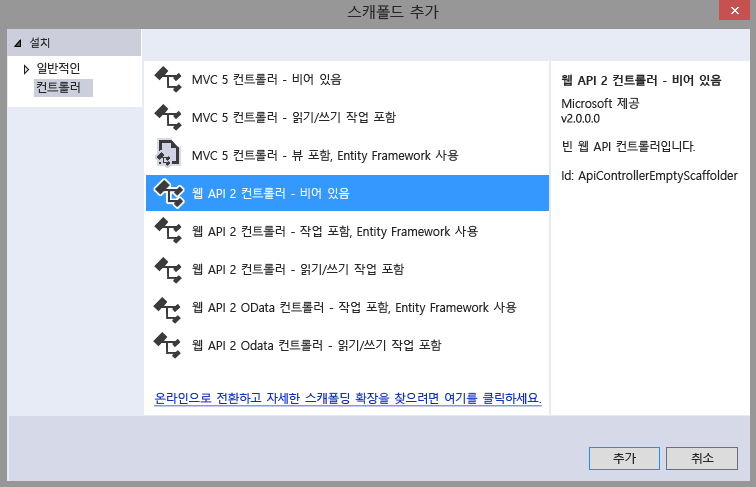 스캐폴드 추가
설치
일반적인
컨트롤러
MVC 5 컨트롤러 - 비어 있음
MVC 5 컨트롤러 - 읽기/쓰기 작업 포함
MVC 5 컨트롤러 - 뷰 포함, Entity Framework 사용
웹 API 2 컨트롤러 - 비어 있음
웹 API 2 컨트롤러 - 작업 포함, Entity Framework 사용
웹 API 2 컨트롤러 - 읽기/쓰기 작업 포함
웹 API 2 OData 컨트롤러 - 작업 포함, Entity Framework 사용
웹 API 2 Odata 컨트롤러 - 읽기/쓰기 작업 포함
온라인으로 전환하고 자세한 스캐폴딩 확장을 찾으려면 여기를 클릭하세요.
웹 API 2 컨트롤러 - 비어 있음
Microsoft 제공
v2.0.0.0
빈 웹 API 컨트롤러입니다.
Id: ApiControllerEmptyScaffolder
추가
취소